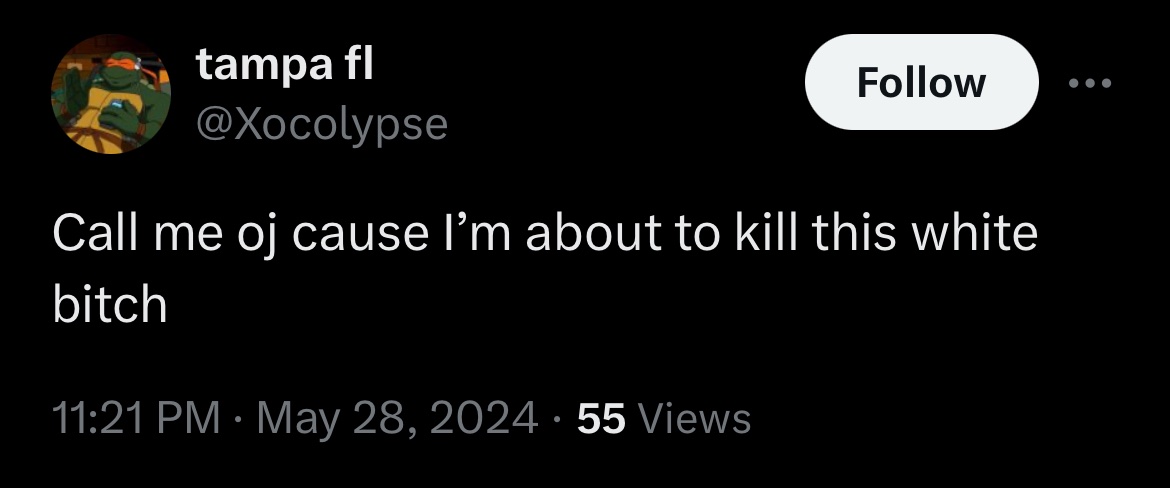 tampa fl
Follow
@Xocolypse
Call me oj cause I’m about to kill this white
bitch
11:21 PM · May 28, 2024 · 55 Views